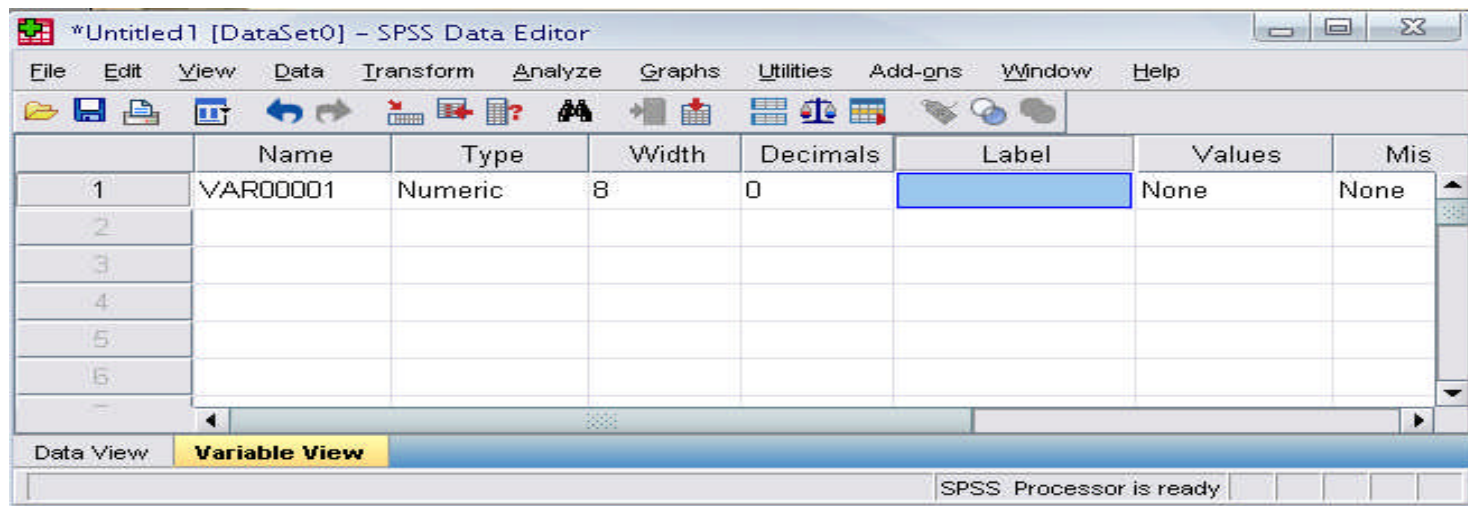 *Untitled1 [DataSet0] – SPSS Data Editor
File Edit View Data Transform Analyze Graphs Utilities Add-ons Window Help
Name Type Width Decimals Label Values Mis
1 VAR00001 Numeric 8 0 None None
2
3
4
5
6
Data View Variable View
SPSS Processor is ready